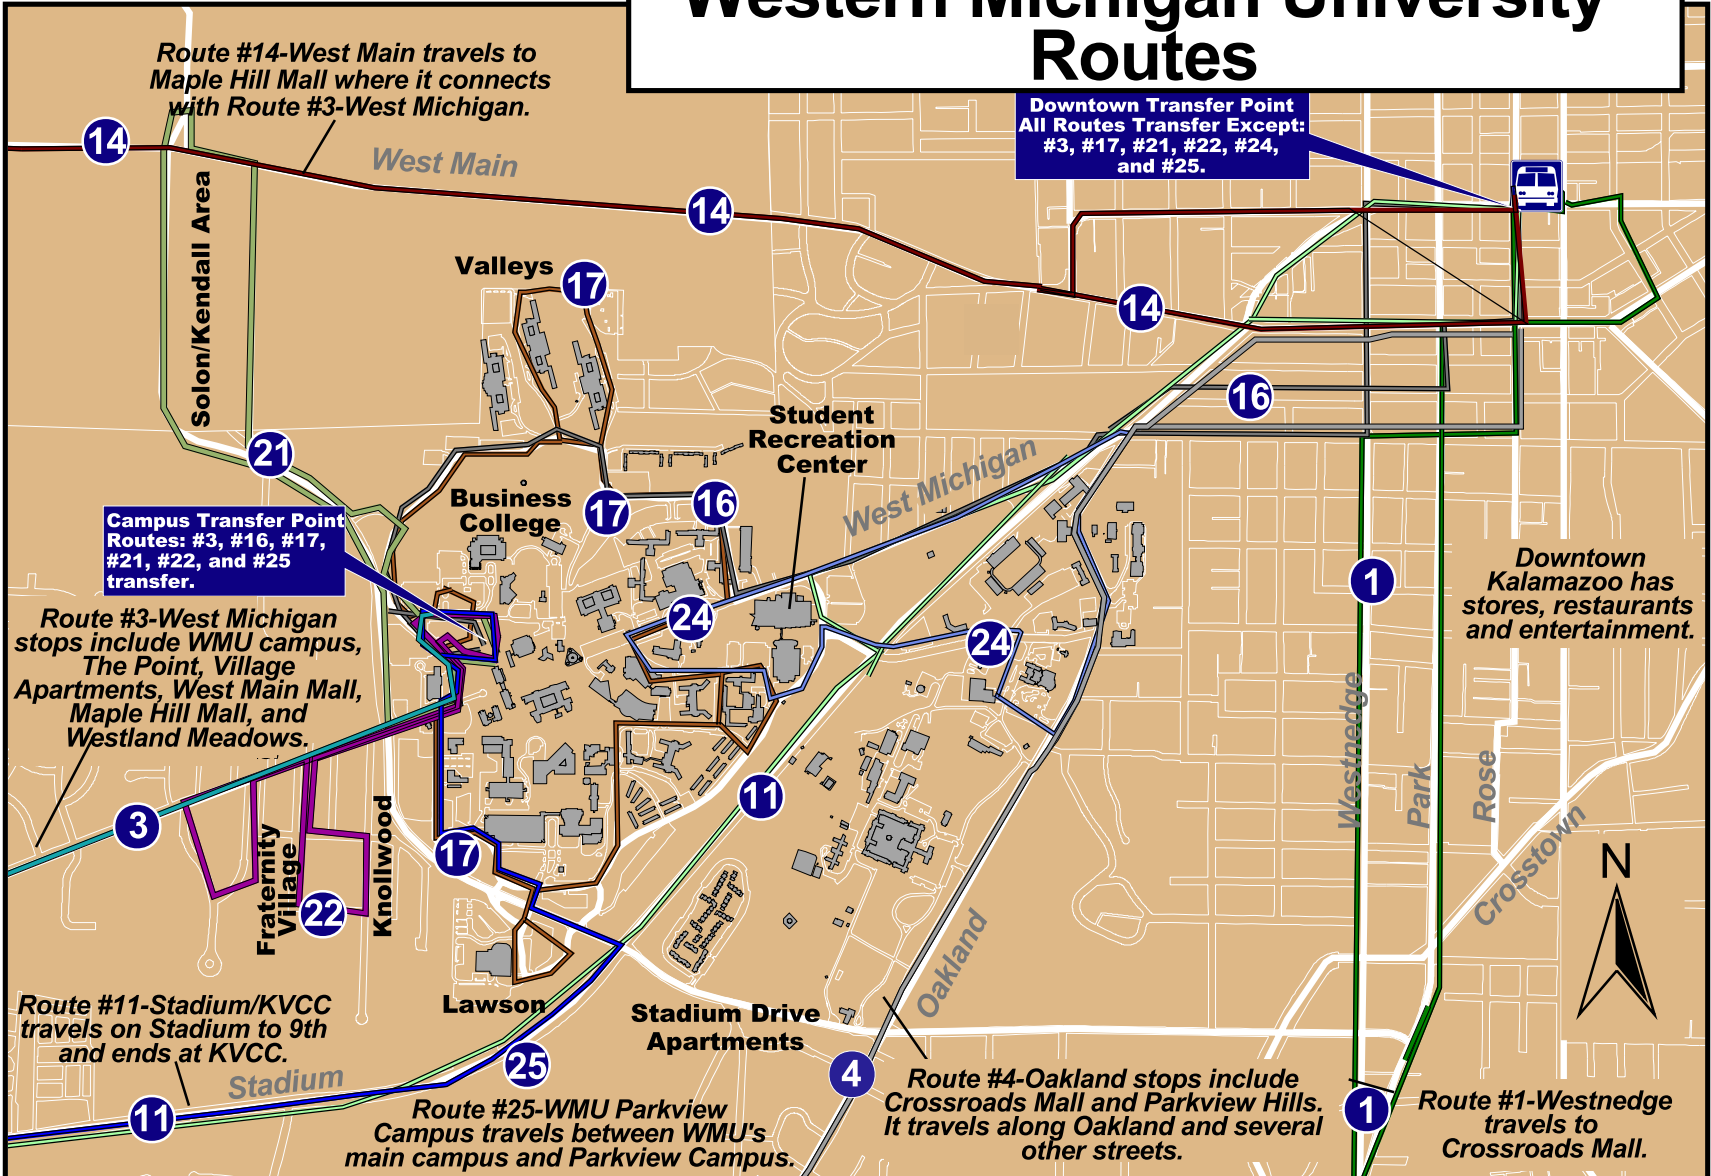 Western Michigan University
Routes
Route #14-West Main travels to
Maple Hill Mall where it connects
with Route #3-West Michigan.
Downtown Transfer Point
All Routes Transfer Except:
#3, #17, #21, #22, #24,
and #25.
14
West Main
14
14
Solon/Kendall Area
Valleys
17
16
Student
Recreation
Center
21
West Michigan
Business
College
17
16
Campus Transfer Point
Routes: #3, #16, #17,
#21, #22, and #25
transfer.
Downtown
Kalamazoo has
stores, restaurants
and entertainment.
1
Route #3-West Michigan
stops include WMU campus,
The Point, Village
Apartments, West Main Mall,
Maple Hill Mall, and
Westland Meadows.
24
24
Westnedge
Park
Rose
Crosstown
11
3
17
Fraternity
Village
22
Knollwood
N
Oakland
Lawson
Stadium Drive
Apartments
Route #11-Stadium/KVCC
travels on Stadium to 9th
and ends at KVCC.
Stadium
25
4
11
Route #25-WMU Parkview
Campus travels between WMU's
main campus and Parkview Campus.
Route #4-Oakland stops include
Crossroads Mall and Parkview Hills.
It travels along Oakland and several
other streets.
1
Route #1-Westnedge
travels to
Crossroads Mall.